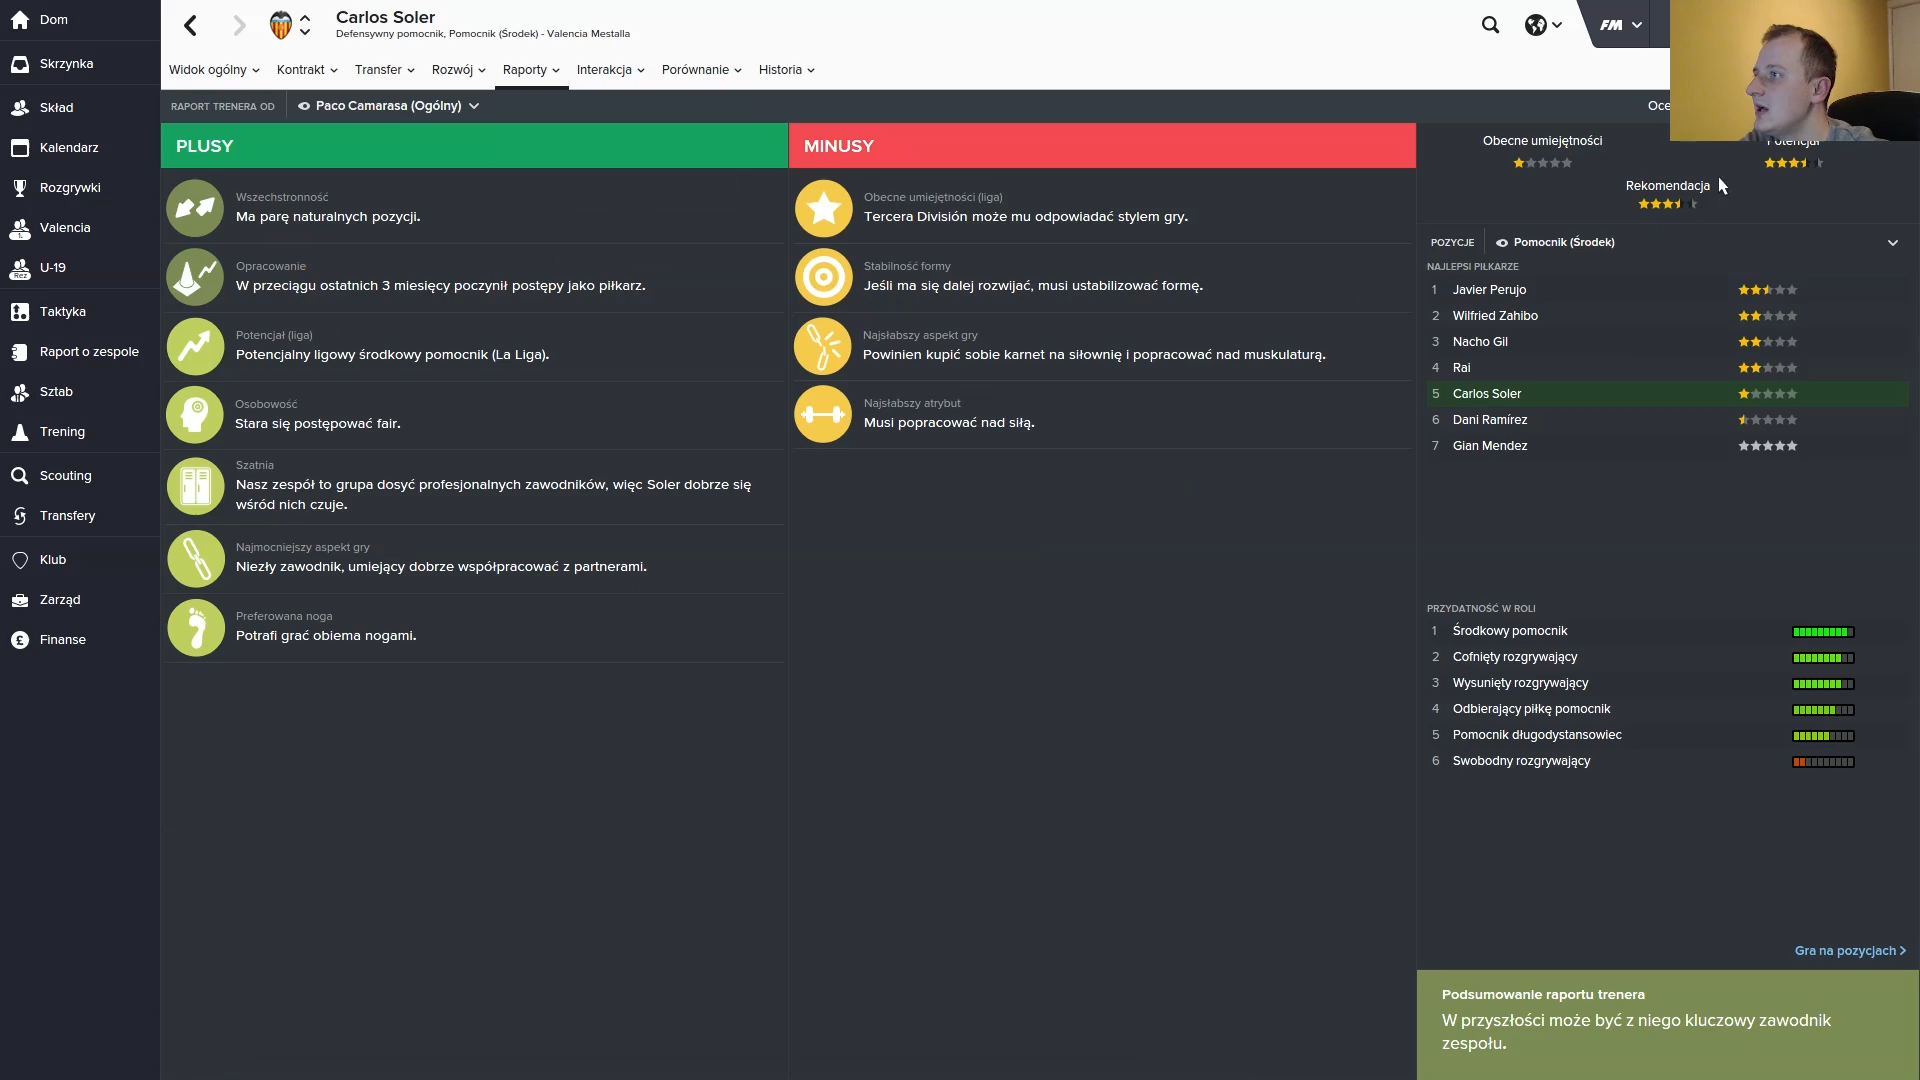 Dom
Skrzynka
Skład
Kalendarz
Rozgrywki
Valencia
1.
U-19
Rez
Taktyka
Raport o zespole
Sztab
Trening
Scouting
Transfery
Klub
Zarząd
Finanse
Carlos Soler
Defensywny pomocnik, Pomocnik (Środek) - Valencia Mestalla
FM
Widok ogólny
Kontrakt
Transfer
Rozwój
Raporty
Interakcja
Porównanie
Historia
RAPORT TRENERA OD
Paco Camarasa (Ogólny)
Oce
PLUSY
Wszechstronność
Ma parę naturalnych pozycji.
Opracowanie
W przeciągu ostatnich 3 miesięcy poczynił postępy jako piłkarz.
Potencjał (liga)
Potencjalny ligowy środkowy pomocnik (La Liga).
Osobowość
Stara się postępować fair.
Szatnia
Nasz zespół to grupa dosyć profesjonalnych zawodników, więc Soler dobrze się
wśród nich czuje.
Najmocniejszy aspekt gry
Niezły zawodnik, umiejący dobrze współpracować z partnerami.
Preferowana noga
Potrafi grać obiema nogami.
MINUSY
Obecne umiejętności (liga)
Tercera División może mu odpowiadać stylem gry.
Stabilność formy
Jeśli ma się dalej rozwijać, musi ustabilizować formę.
Najsłabszy aspekt gry
Powinien kupić sobie karnet na siłownię i popracować nad muskulaturą.
Najsłabszy atrybut
Musi popracować nad siłą.
Obecne umiejętności
Potencjał
Rekomendacja
POZYCJE
Pomocnik (Środek)
NAJLEPSI PIŁKARZE
1 Javier Perujo
2 Wilfried Zahibo
3 Nacho Gil
4 Rai
5 Carlos Soler
6 Dani Ramírez
7 Gian Mendez
PRZYDATNOŚĆ W ROLI
1 Środkowy pomocnik
2 Cofnięty rozgrywający
3 Wysunięty rozgrywający
4 Odbierający piłkę pomocnik
5 Pomocnik długodystansowiec
6 Swobodny rozgrywający
Gra na pozycjach >
Podsumowanie raportu trenera
W przyszłości może być z niego kluczowy zawodnik
zespołu.